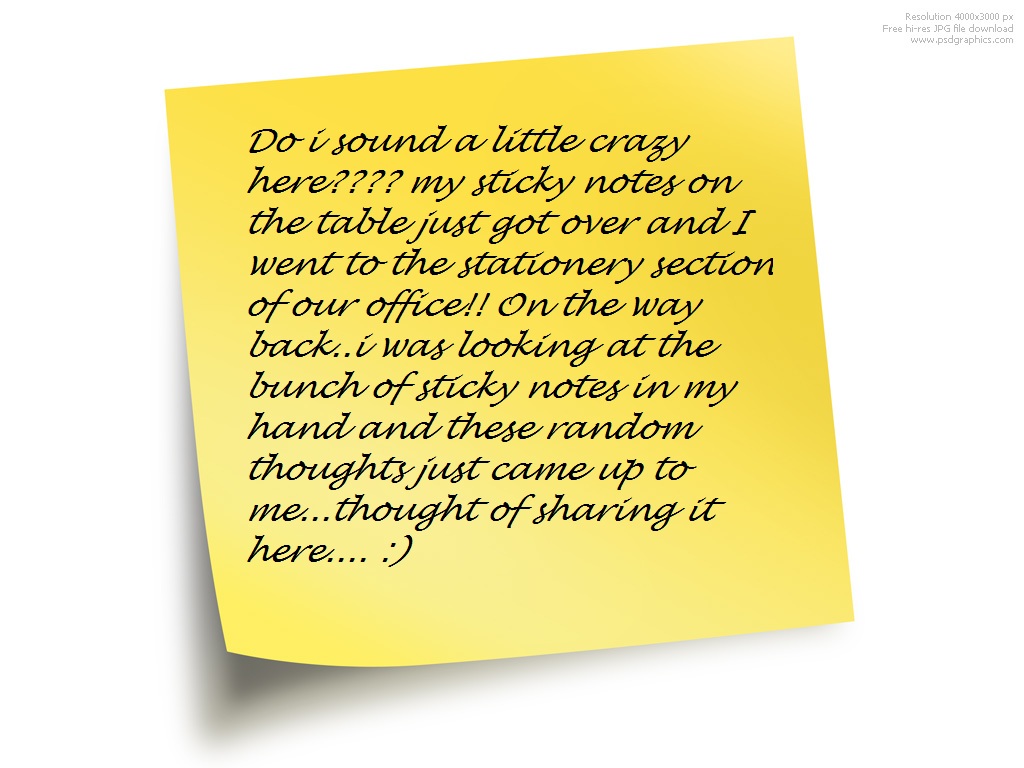 Resolution 4000x3000 px
Free hi-res JPG file download
www.psdgraphics.com
Do i sound a little crazy
here???? my sticky notes on
the table just got over and I
went to the stationery section
of our office!! On the way
back..i was looking at the
bunch of sticky notes in my
hand and these random
thoughts just came up to
me...thought of sharing it
here.... :)